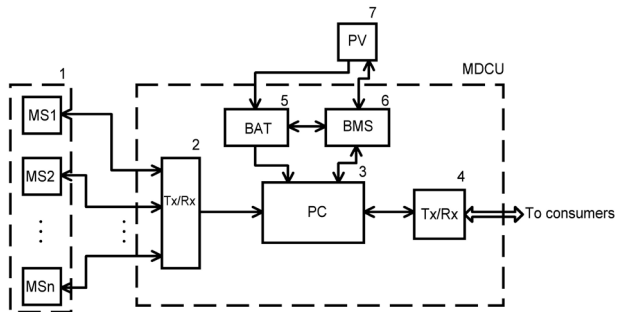 7
PV
MDCU
1
5
6
MS1
BAT
BMS
2
3
4
MS2
Tx/Rx
PC
Tx/Rx
To consumers
MSn